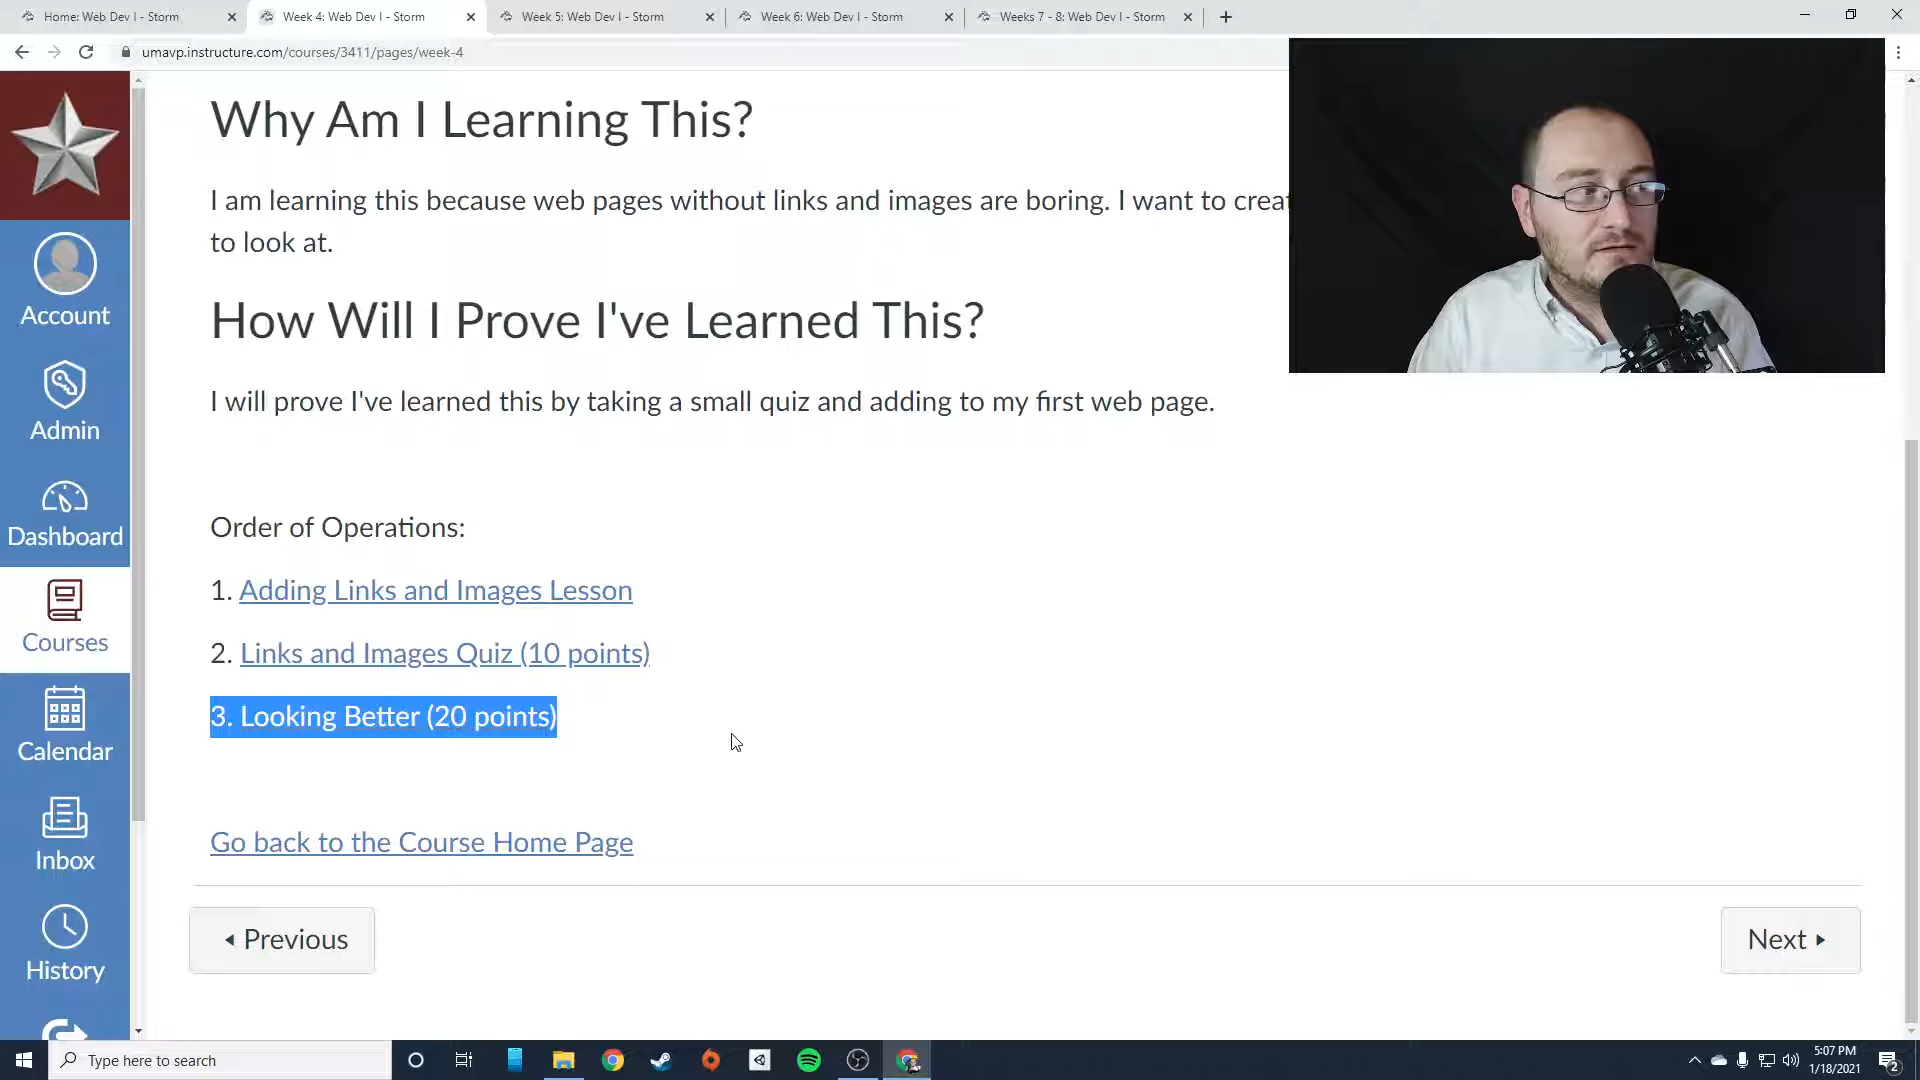 Home: Web Dev I - Storm
Week 4: Web Dev I - Storm
Week 5: Web Dev I - Storm
Week 6: Web Dev I - Storm
Weeks 7 - 8: Web Dev I - Storm
umavp.instructure.com/courses/3411/pages/week-4
Account
Admin
Dashboard
Courses
Calendar
Inbox
History
Why Am I Learning This?
I am learning this because web pages without links and images are boring. I want to crea
to look at.
How Will I Prove I've Learned This?
I will prove I've learned this by taking a small quiz and adding to my first web page.
Order of Operations:
1. Adding Links and Images Lesson
2. Links and Images Quiz (10 points)
3. Looking Better (20 points)
Go back to the Course Home Page
Previous
Next
Type here to search
5:07 PM
1/18/2021
2